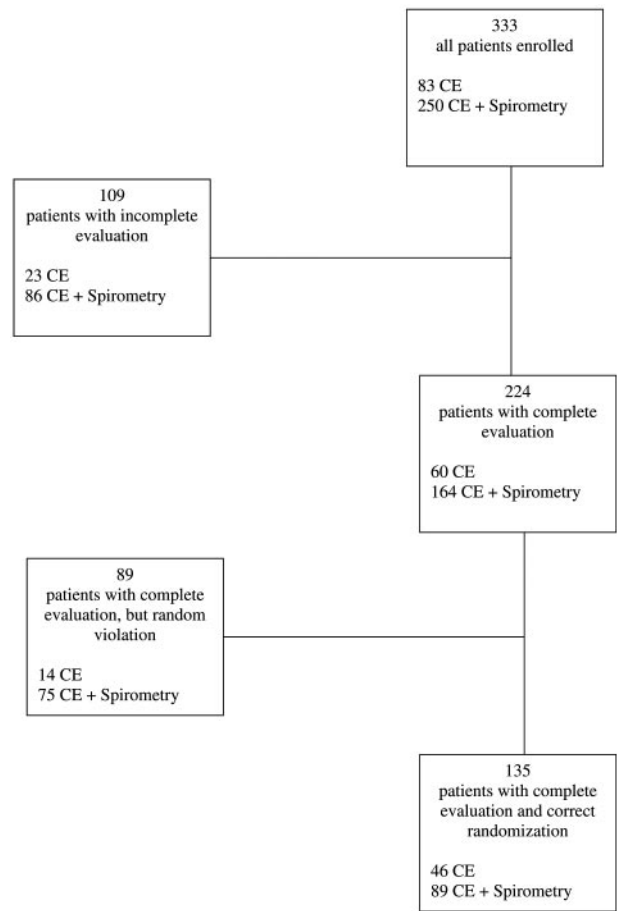 333
all patients enrolled
83 CE
250 CE + Spirometry
109
patients with incomplete
evaluation
23 CE
86 CE + Spirometry
224
patients with complete
evaluation
60 CE
164 CE + Spirometry
89
patients with complete
evaluation, but random
violation
14 CE
75 CE + Spirometry
135
patients with complete
evaluation and correct
randomization
46 CE
89 CE + Spirometry